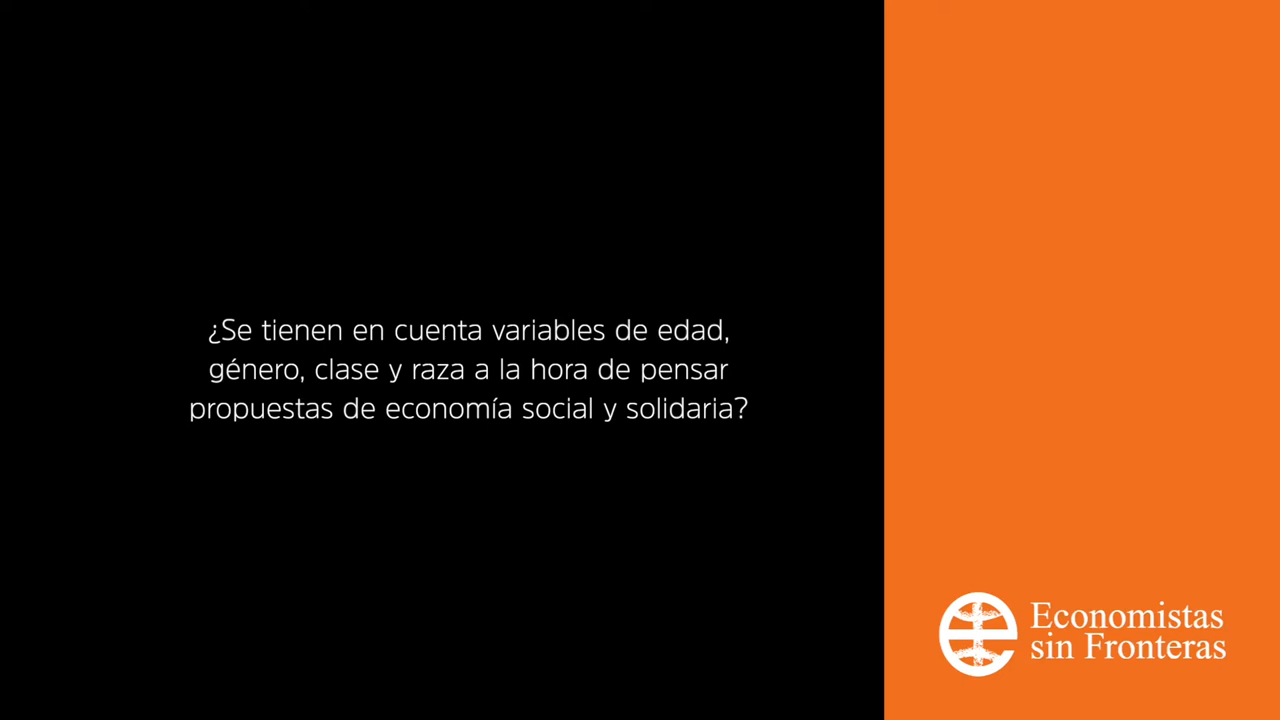 ¿Se tienen en cuenta variables de edad,
género, clase y raza a la hora de pensar
propuestas de economía social y solidaria?
Economistas
sin Fronteras